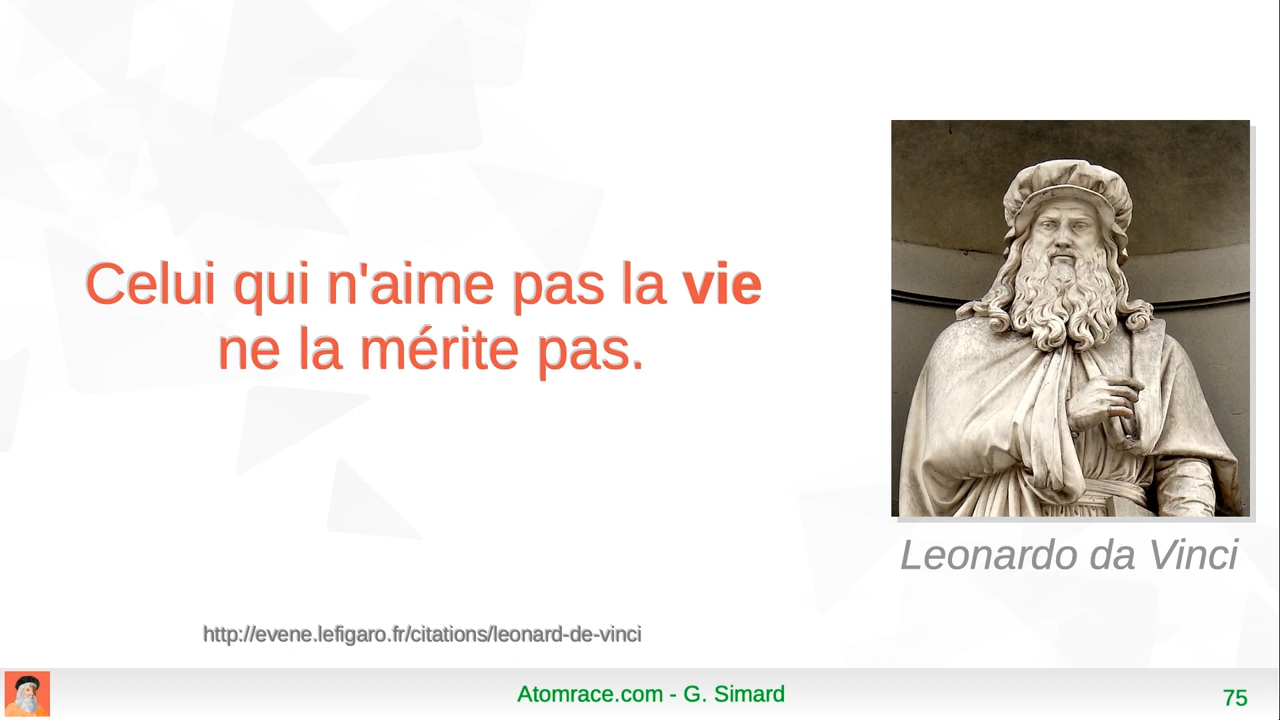 Celui qui n'aime pas la vie
ne la mérite pas.
Leonardo da Vinci
http://evene.lefigaro.fr/citations/leonard-de-vinci
Atomrace.com - G. Simard
75